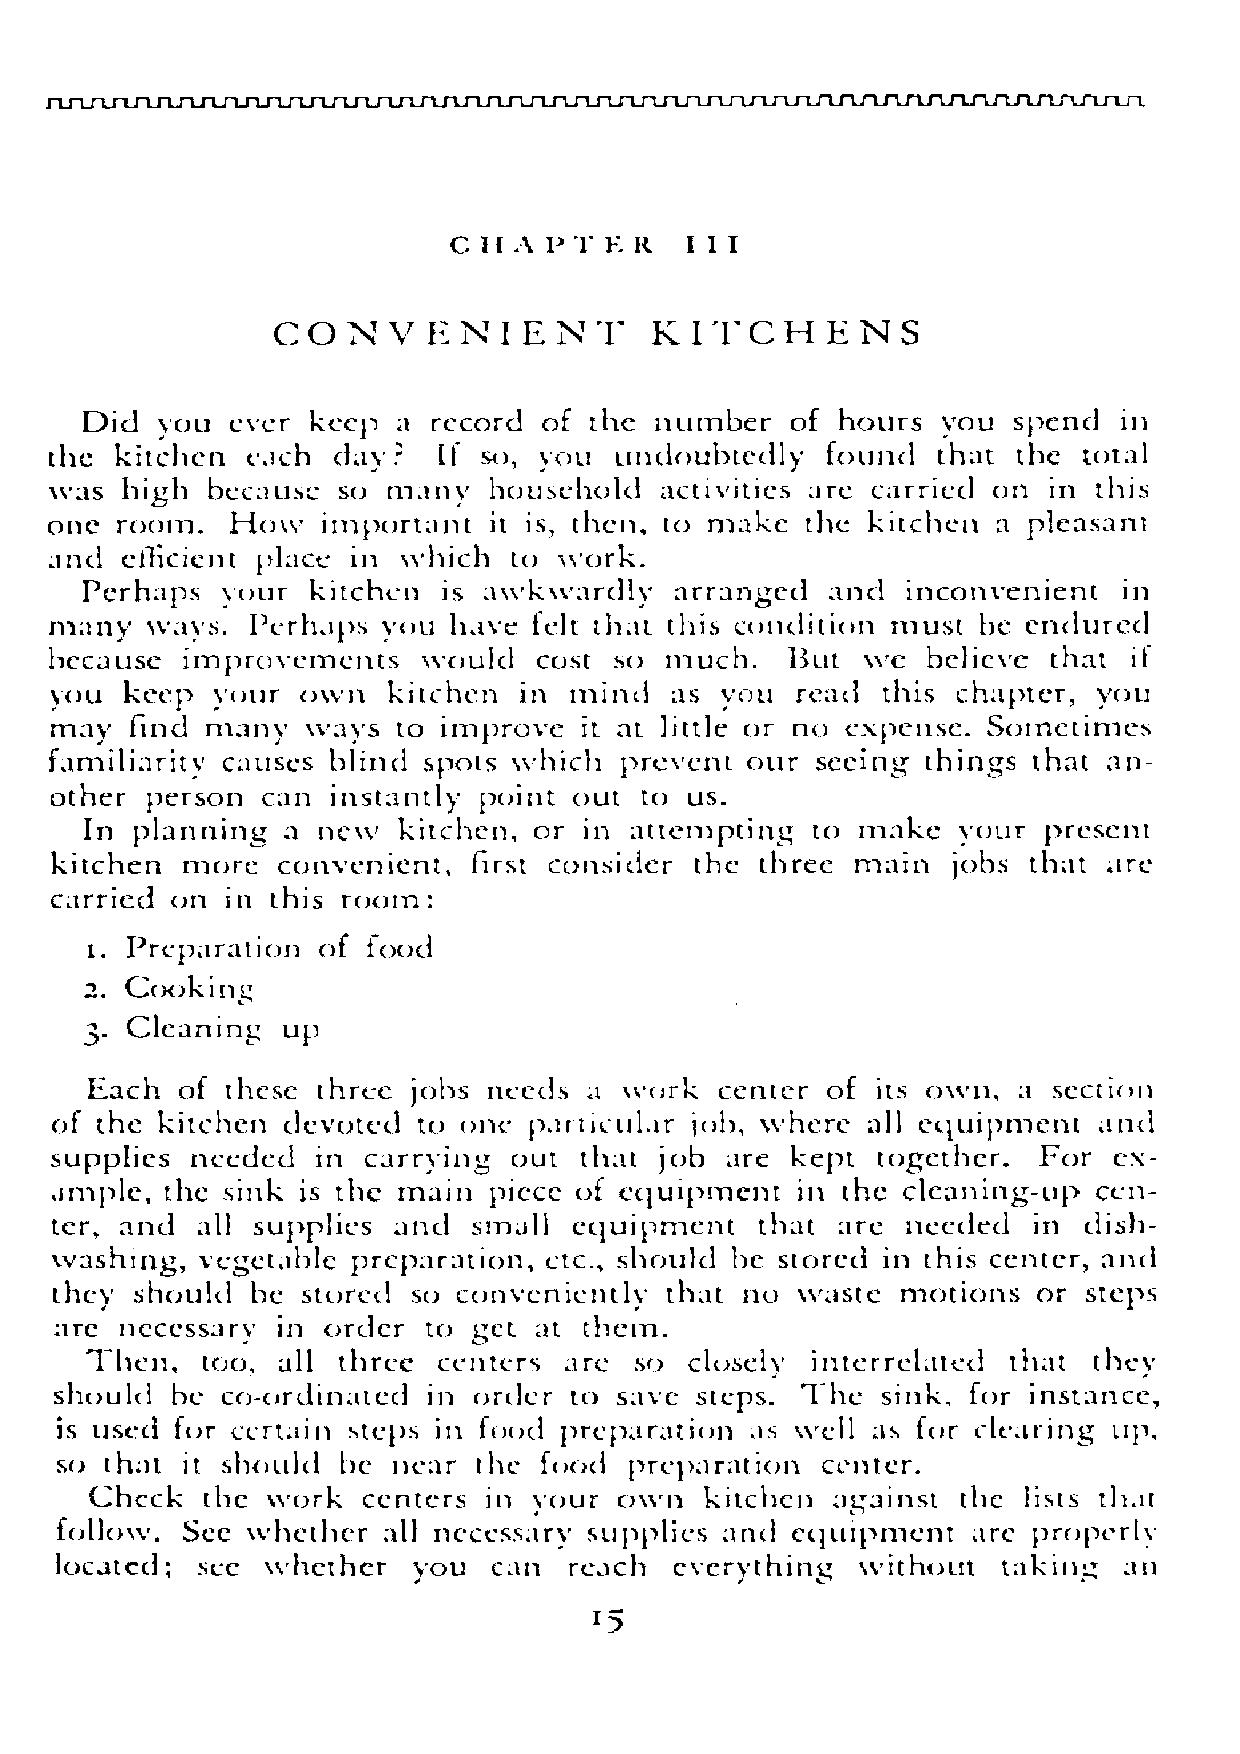 CHAPTER III
CONVENIENT KITCHENS
Did you ever keep a record of the number of hours you spend in
the kitchen each day? If so, you undoubtedly found that the total
was high because so many household activities are carried on in this
one room. How important it is, then, to make the kitchen a pleasant
and efficient place in which to work.
Perhaps your kitchen is awkwardly arranged and inconvenient in
many ways. Perhaps you have felt that this condition must be endured
because improvements would cost so much. But we believe that if
you keep your own kitchen in mind as you read this chapter, you
may find many ways to improve it at little or no expense. Sometimes
familiarity causes blind spots which prevent our seeing things that an-
other person can instantly point out to us.
In planning a new kitchen, or in attempting to make your present
kitchen more convenient, first consider the three main jobs that are
carried on in this room:
1. Preparation of food
2. Cooking
3. Cleaning up
Each of these three jobs needs a work center of its own, a section
of the kitchen devoted to one particular job, where all equipment and
supplies needed in carrying out that job are kept together. For ex-
ample, the sink is the main piece of equipment in the cleaning-up cen-
ter, and all supplies and small equipment that are needed in dish-
washing, vegetable preparation, etc., should be stored in this center, and
they should be stored so conveniently that no waste motions or steps
are necessary in order to get at them.
Then, too, all three centers are so closely interrelated that they
should be co-ordinated in order to save steps. The sink, for instance,
is used for certain steps in food preparation as well as for clearing up,
so that it should be near the food preparation center.
Check the work centers in your own kitchen against the lists that
follow. See whether all necessary supplies and equipment are properly
located; see whether you can reach everything without taking an
15